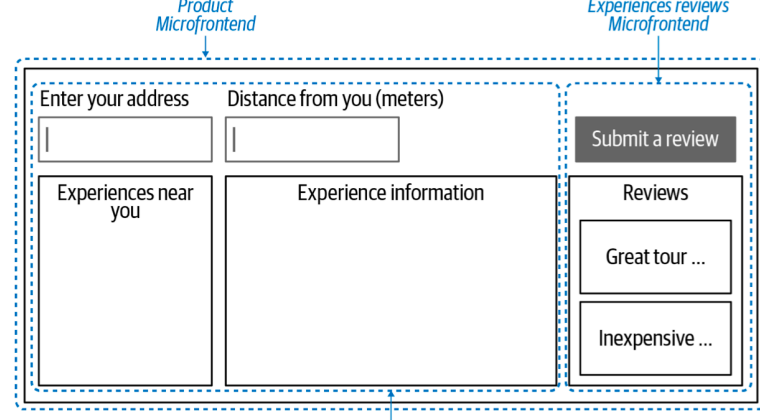 Product
Microfrontend
Experiences reviews
Microfrontend
Enter your address
Distance from you (meters)
Submit a review
Experiences near
you
Experience information
Reviews
Great tour ...
Inexpensive ...